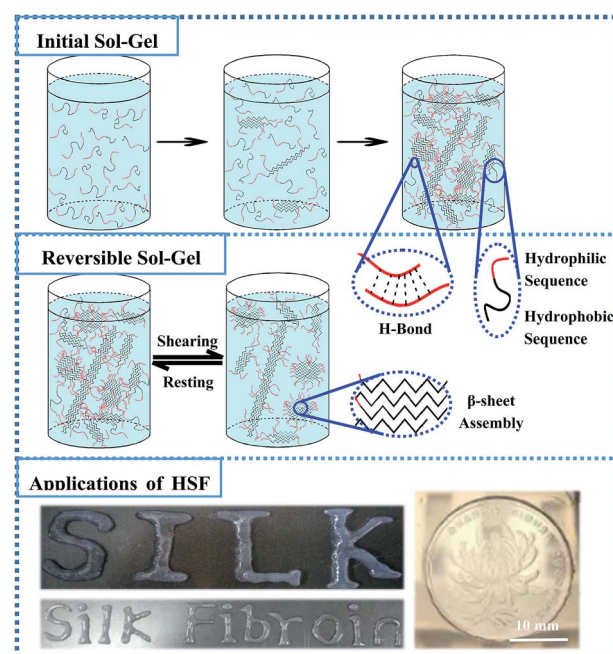 Initial Sol-Gel
Reversible Sol-Gel
Shearing
Resting
H-Bond
Hydrophilic
Sequence
Hydrophobic
Sequence
β-sheet
Assembly
Applications of HSF
SILK
Silk Fibroin
10 mm